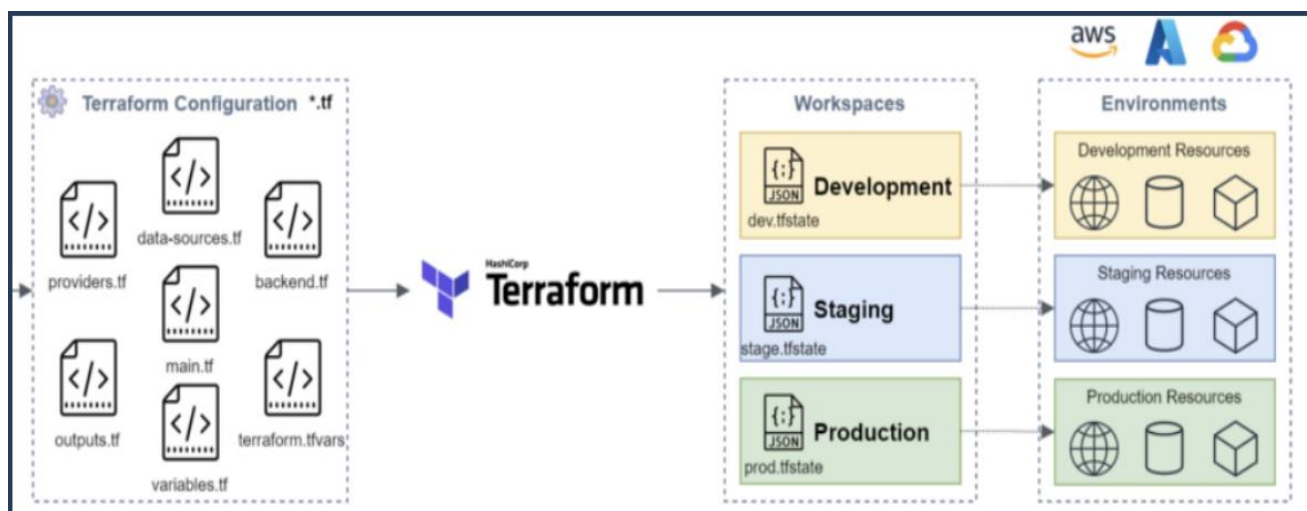 aws
Terraform Configuration *.tf
data-sources.tf
providers.tf
backend.tf
main.tf
outputs.tf
terraform.tfvars
variables.tf
HashiCorp
Terraform
Workspaces
{;}
JSON
Development
dev.tfstate
{;}
JSON
Staging
stage.tfstate
{;}
JSON
Production
prod.tfstate
Environments
Development Resources
Staging Resources
Production Resources